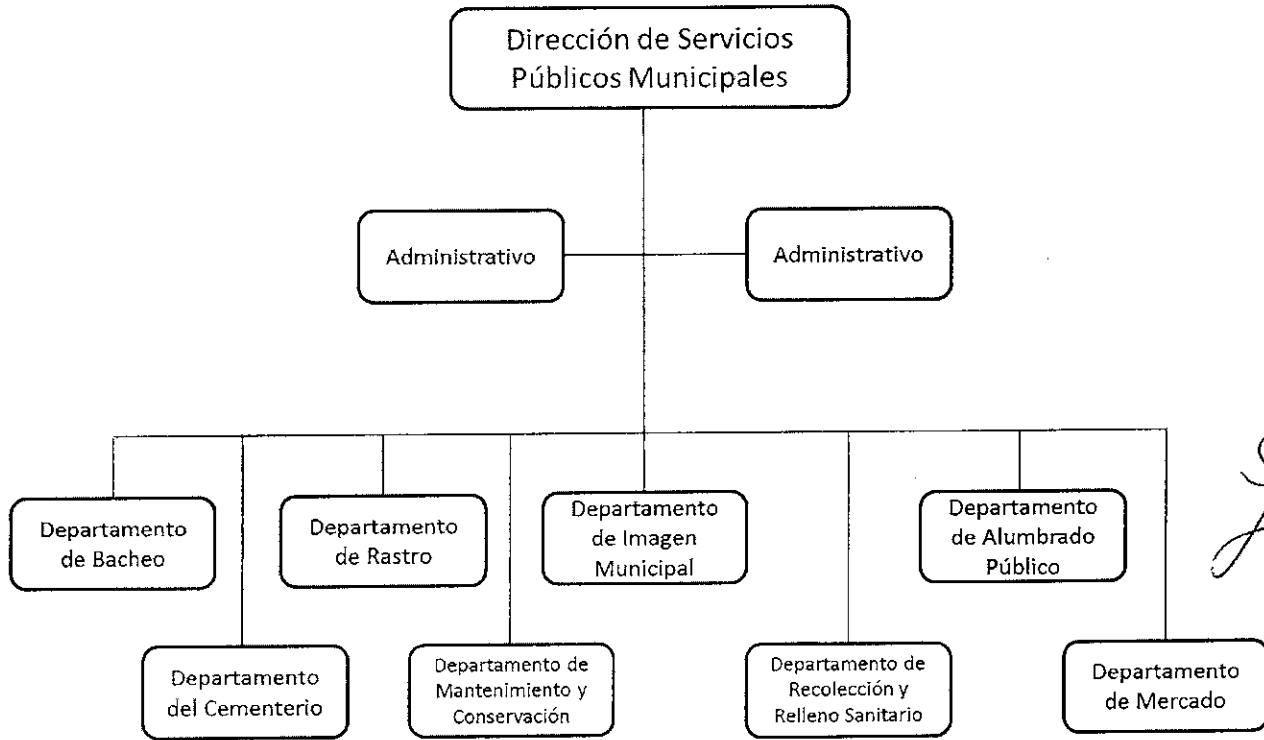 Dirección de Servicios
Públicos Municipales
Administrativo
Administrativo
Departamento
de Bacheo
Departamento
de Rastro
Departamento
de Imagen
Municipal
Departamento
de Alumbrado
Público
Departamento
del Cementerio
Departamento de
Mantenimiento y
Conservación
Departamento de
Recolección y
Relleno Sanitario
Departamento
de Mercado